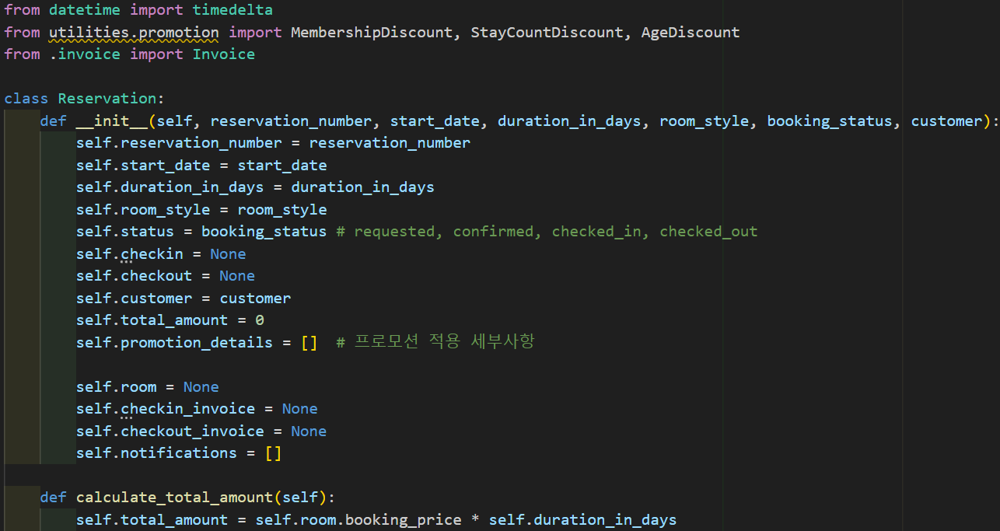 from datetime import timedelta
from utilities.promotion import MembershipDiscount, StayCountDiscount, AgeDiscount
from .invoice import Invoice
class Reservation:
def __init__(self, reservation_number, start_date, duration_in_days, room_style, booking_status, customer):
self.reservation_number = reservation_number
self.start_date = start_date
self.duration_in_days = duration_in_days
self.room_style = room_style
self.status = booking_status # requested, confirmed, checked_in, checked_out
self.checkin = None
self.checkout = None
self.customer = customer
self.total_amount = 0
self.promotion_details = []  # 프로모션 적용 세부사항
self.room = None
self.checkin_invoice = None
self.checkout_invoice = None
self.notifications = []
def calculate_total_amount(self):
self.total_amount = self.room.booking_price * self.duration_in_days